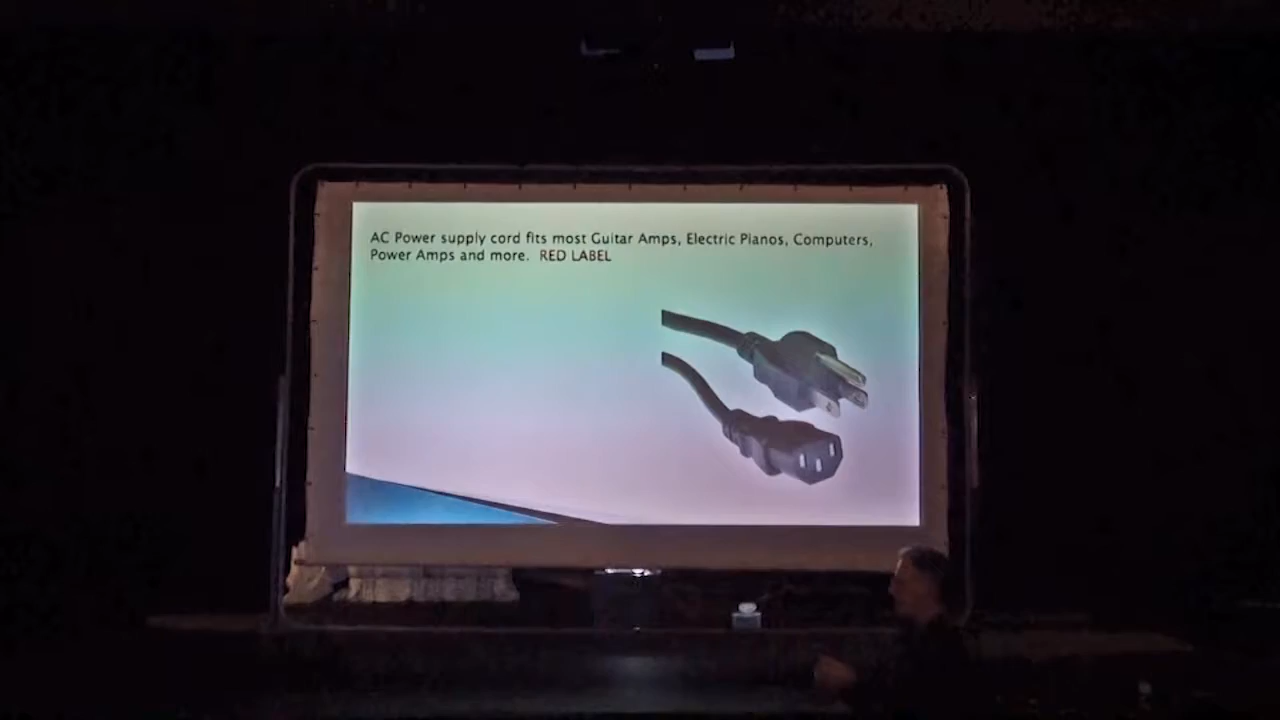 AC Power supply cord fits most Guitar Amps, Electric Pianos, Computers,
Power Amps and more. RED LABEL